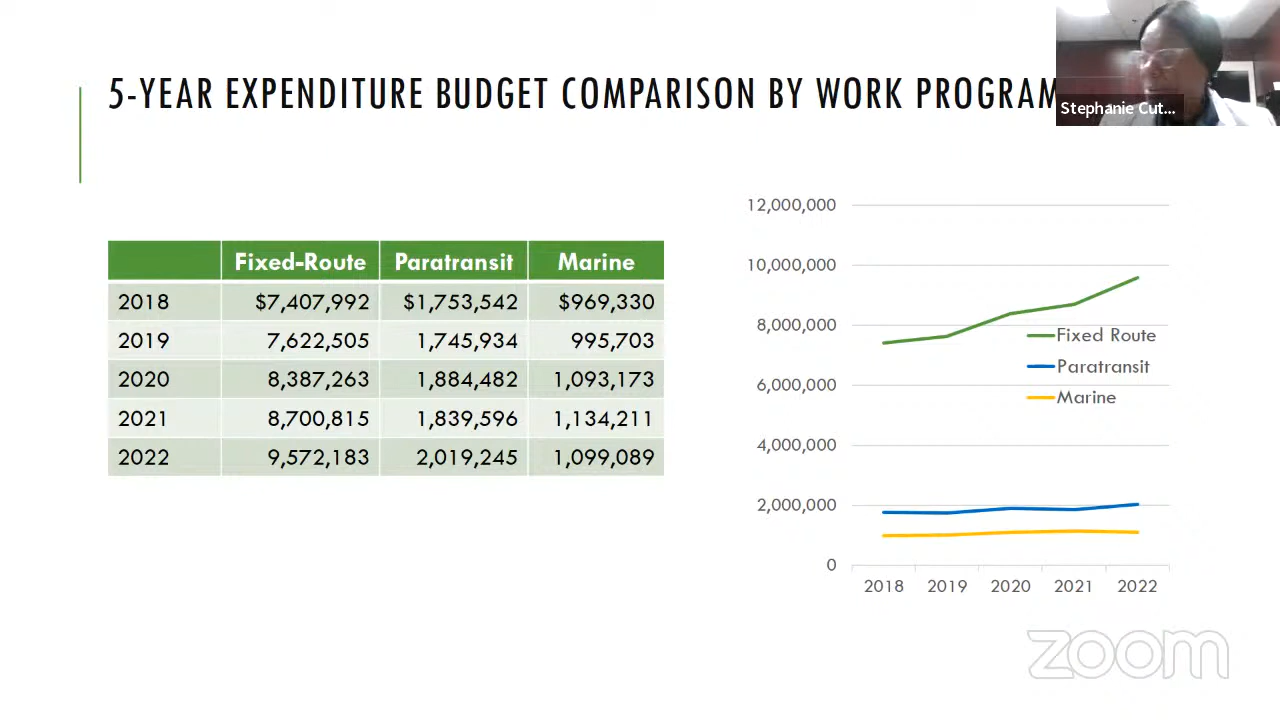 5-YEAR EXPENDITURE BUDGET COMPARISON BY WORK PROGRAM
Stephanie Cut...
Fixed-Route Paratransit Marine
2018 $7,407,992 $1,753,542 $969,330
2019 7,622,505 1,745,934 995,703
2020 8,387,263 1,884,482 1,093,173
2021 8,700,815 1,839,596 1,134,211
2022 9,572,183 2,019,245 1,099,089
12,000,000
10,000,000
8,000,000
6,000,000
4,000,000
2,000,000
0
Fixed Route
Paratransit
Marine
2018 2019 2020 2021 2022
zoom